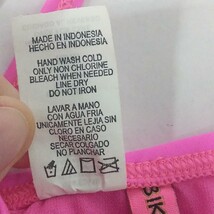 MADE IN INDONESIA
HECHO EN INDONESIA
HAND WASH COLD
ONLY NON CHLORINE
BLEACH WHEN NEEDED
LINE DRY
DO NOT IRON
LAVAR A MANO
CON AGUA FRIA
UNICAMENTE LEJIA SIN
CLORO EN CASO
NECESARIO
SECAR COLGADO
NO PLANCHAR
BIK